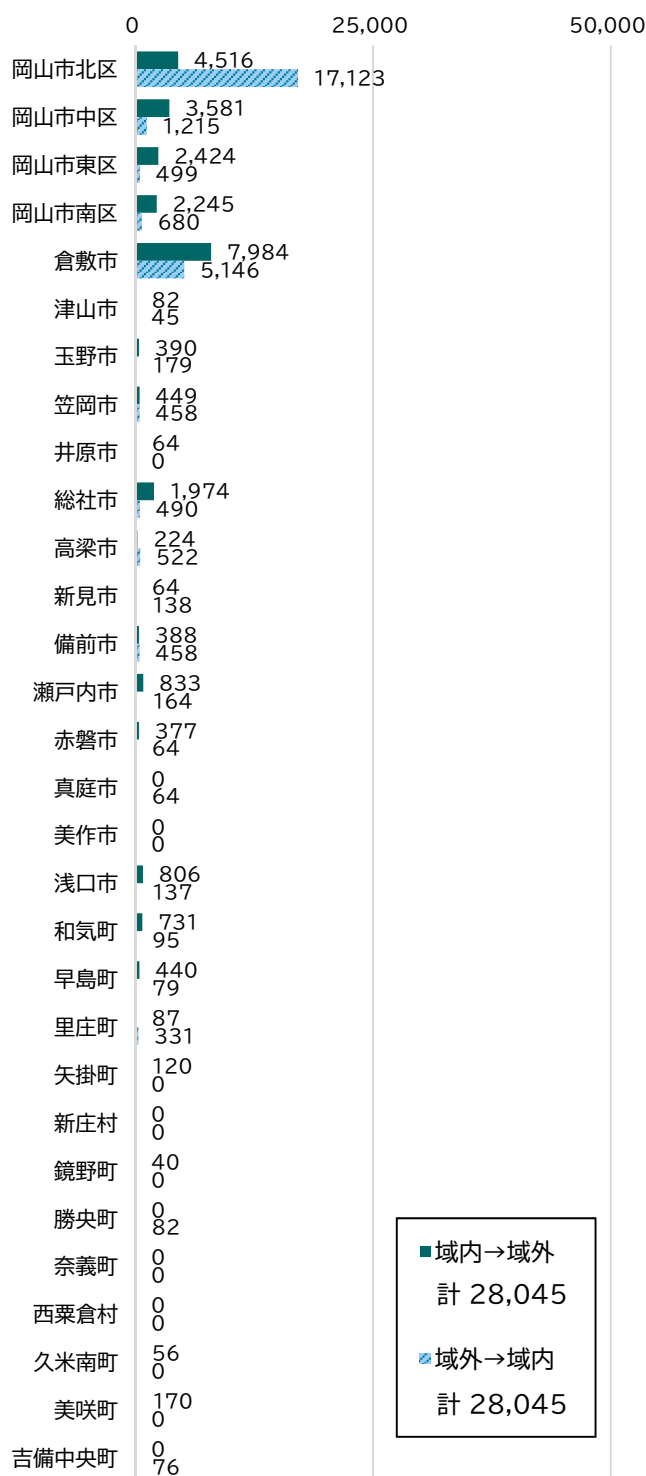 0 25,000 50,000
岡山市北区 4,516
17,123
岡山市中区 3,581
1,215
岡山市東区 2,424
499
岡山市南区 2,245
680
倉敷市 7,984
5,146
津山市 82
45
玉野市 390
179
笠岡市 449
458
井原市 64
0
総社市 1,974
490
高梁市 224
522
新見市 64
138
備前市 388
458
瀬戸内市 833
164
赤磐市 377
64
真庭市 0
64
美作市 0
0
浅口市 806
137
和気町 731
95
早島町 440
79
里庄町 87
331
矢掛町 120
0
新庄村 0
0
鏡野町 40
0
勝央町 0
82
奈義町 0
0
西粟倉村 0
0
久米南町 56
0
美咲町 170
0
吉備中央町 0
76
域内→域外
計 28,045
域外→域内
計 28,045